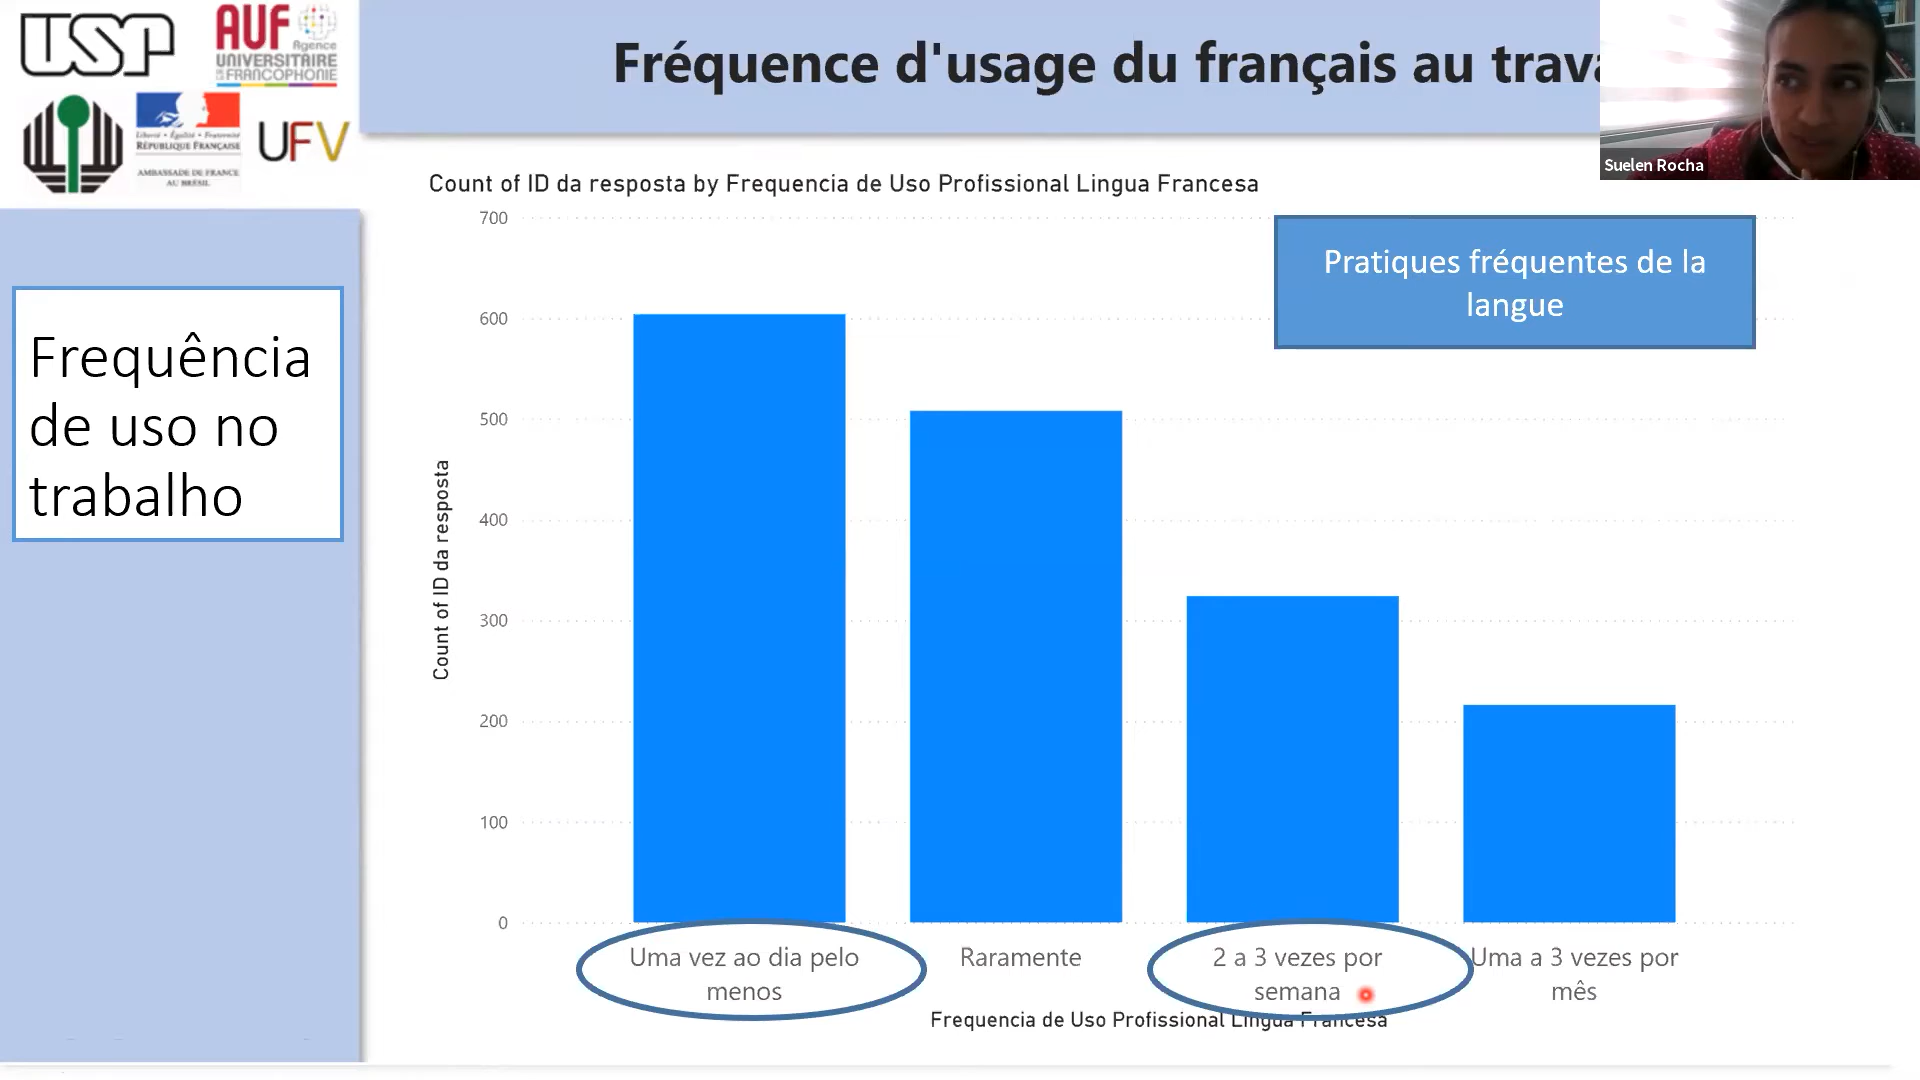 USP
AUF
Agence
UNIVERSITAIRE
DE LA FRANCOPHONIE
Liberté • Égalité • Fraternité
RÉPUBLIQUE FRANÇAISE
AMBASSADE DE FRANCE
AU BRÉSIL
UFV
Fréquence d'usage du français au trava
Suelen Rocha
Frequência
de uso no
trabalho
Count of ID da resposta by Frequencia de Uso Profissional Lingua Francesa
Pratiques fréquentes de la
langue
700
600
500
400
300
200
100
0
Count of ID da resposta
Uma vez ao dia pelo
menos
Raramente
2 a 3 vezes por
semana
Uma a 3 vezes por
mês
Frequencia de Uso Profissional Lingua Francesa